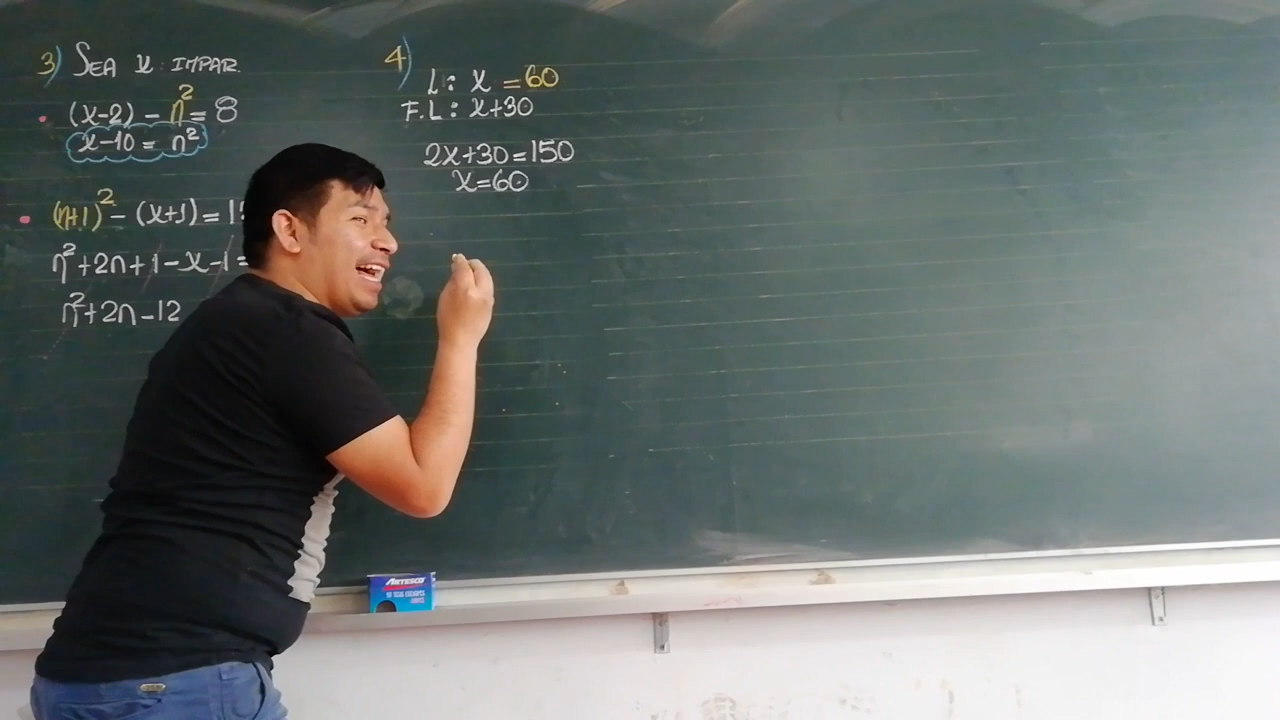 3) SEA x: IMPAR.
(x-2) - n² = 8
x-10 = n²
(n+1)² - (x+1) = 1
n²+2n+1-x-1=
n²+2n-12
4)
L: x = 60
F.L: x+30
2x+30=150
x=60
ARTESCO